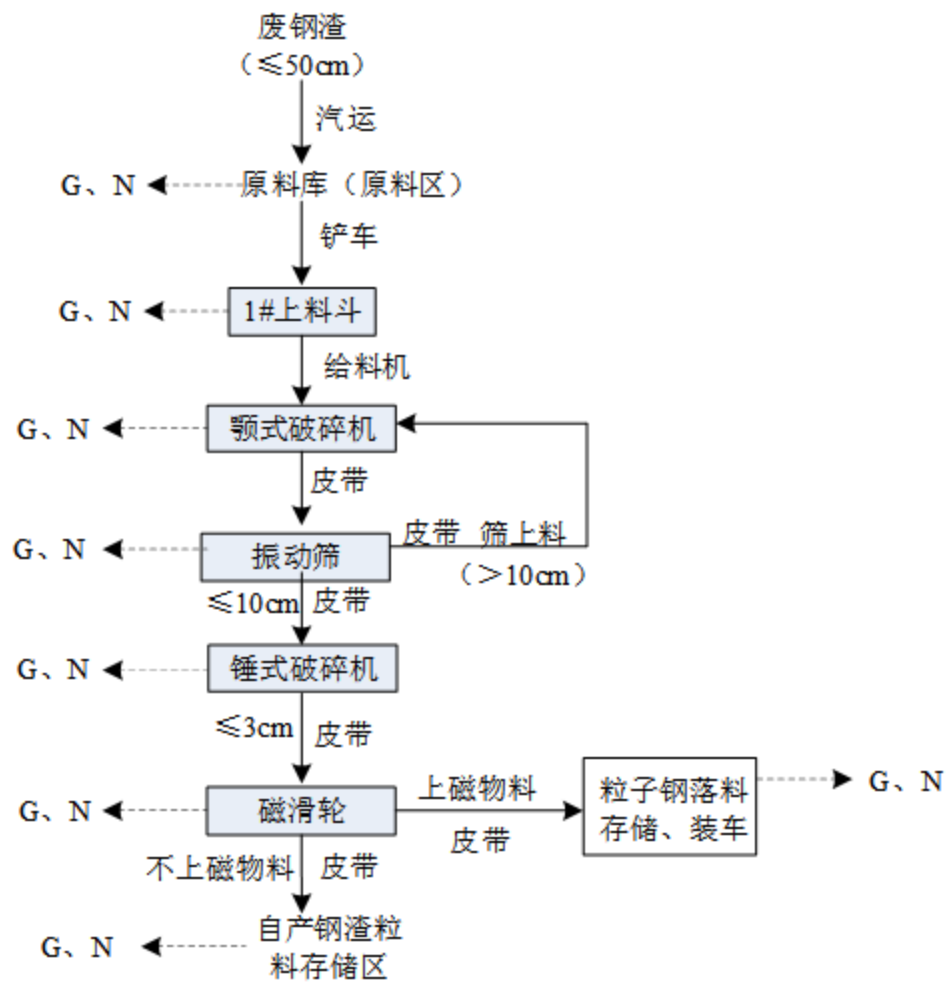 废钢渣
（≤50cm）
汽运
G、N
原料库（原料区）
铲车
G、N
1#上料斗
给料机
G、N
颚式破碎机
皮带
皮带 筛上料
G、N
振动筛
（>10cm）
≤10cm 皮带
G、N
锤式破碎机
≤3cm 皮带
上磁物料
G、N
磁滑轮
皮带
粒子钢落料
存储、装车
G、N
不上磁物料 皮带
G、N
自产钢渣粒
料存储区